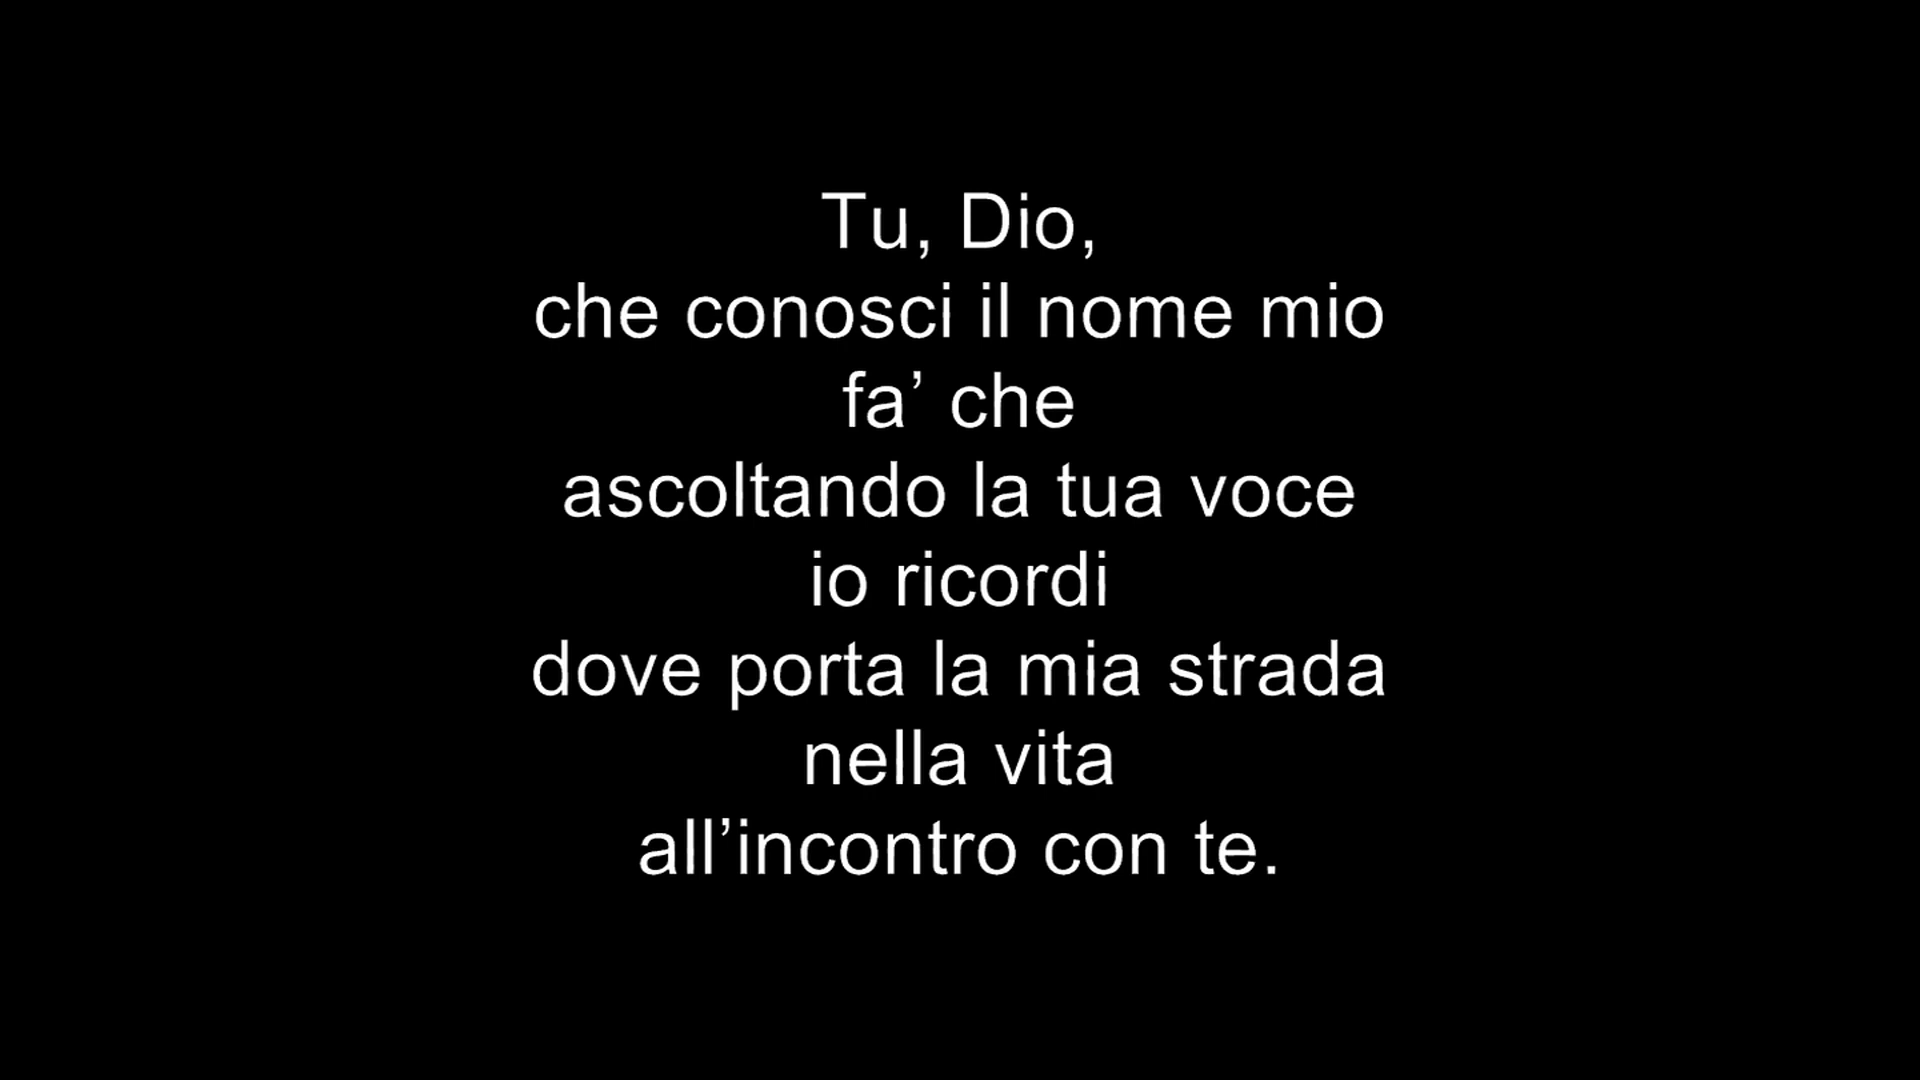 Tu, Dio,
che conosci il nome mio
fa’ che
ascoltando la tua voce
io ricordi
dove porta la mia strada
nella vita
all’incontro con te.